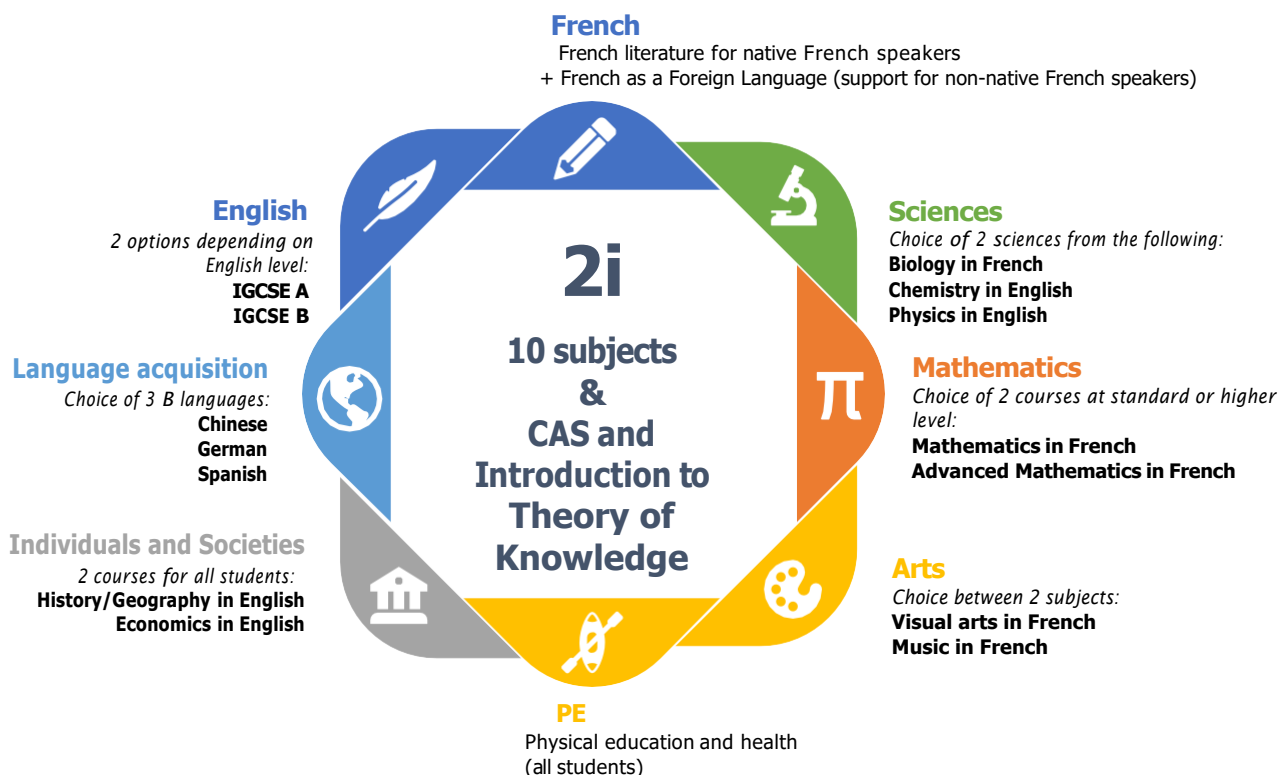 French
French literature for native French speakers
+ French as a Foreign Language (support for non-native French speakers)
English
2 options depending on
English level:
IGCSE A
IGCSE B
Language acquisition
Choice of 3 B languages:
Chinese
German
Spanish
Individuals and Societies
2 courses for all students:
History/Geography in English
Economics in English
2i
10 subjects
&
CAS and
Introduction to
Theory of
Knowledge
π
Sciences
Choice of 2 sciences from the following:
Biology in French
Chemistry in English
Physics in English
Mathematics
Choice of 2 courses at standard or higher
level:
Mathematics in French
Advanced Mathematics in French
Arts
Choice between 2 subjects:
Visual arts in French
Music in French
PE
Physical education and health
(all students)